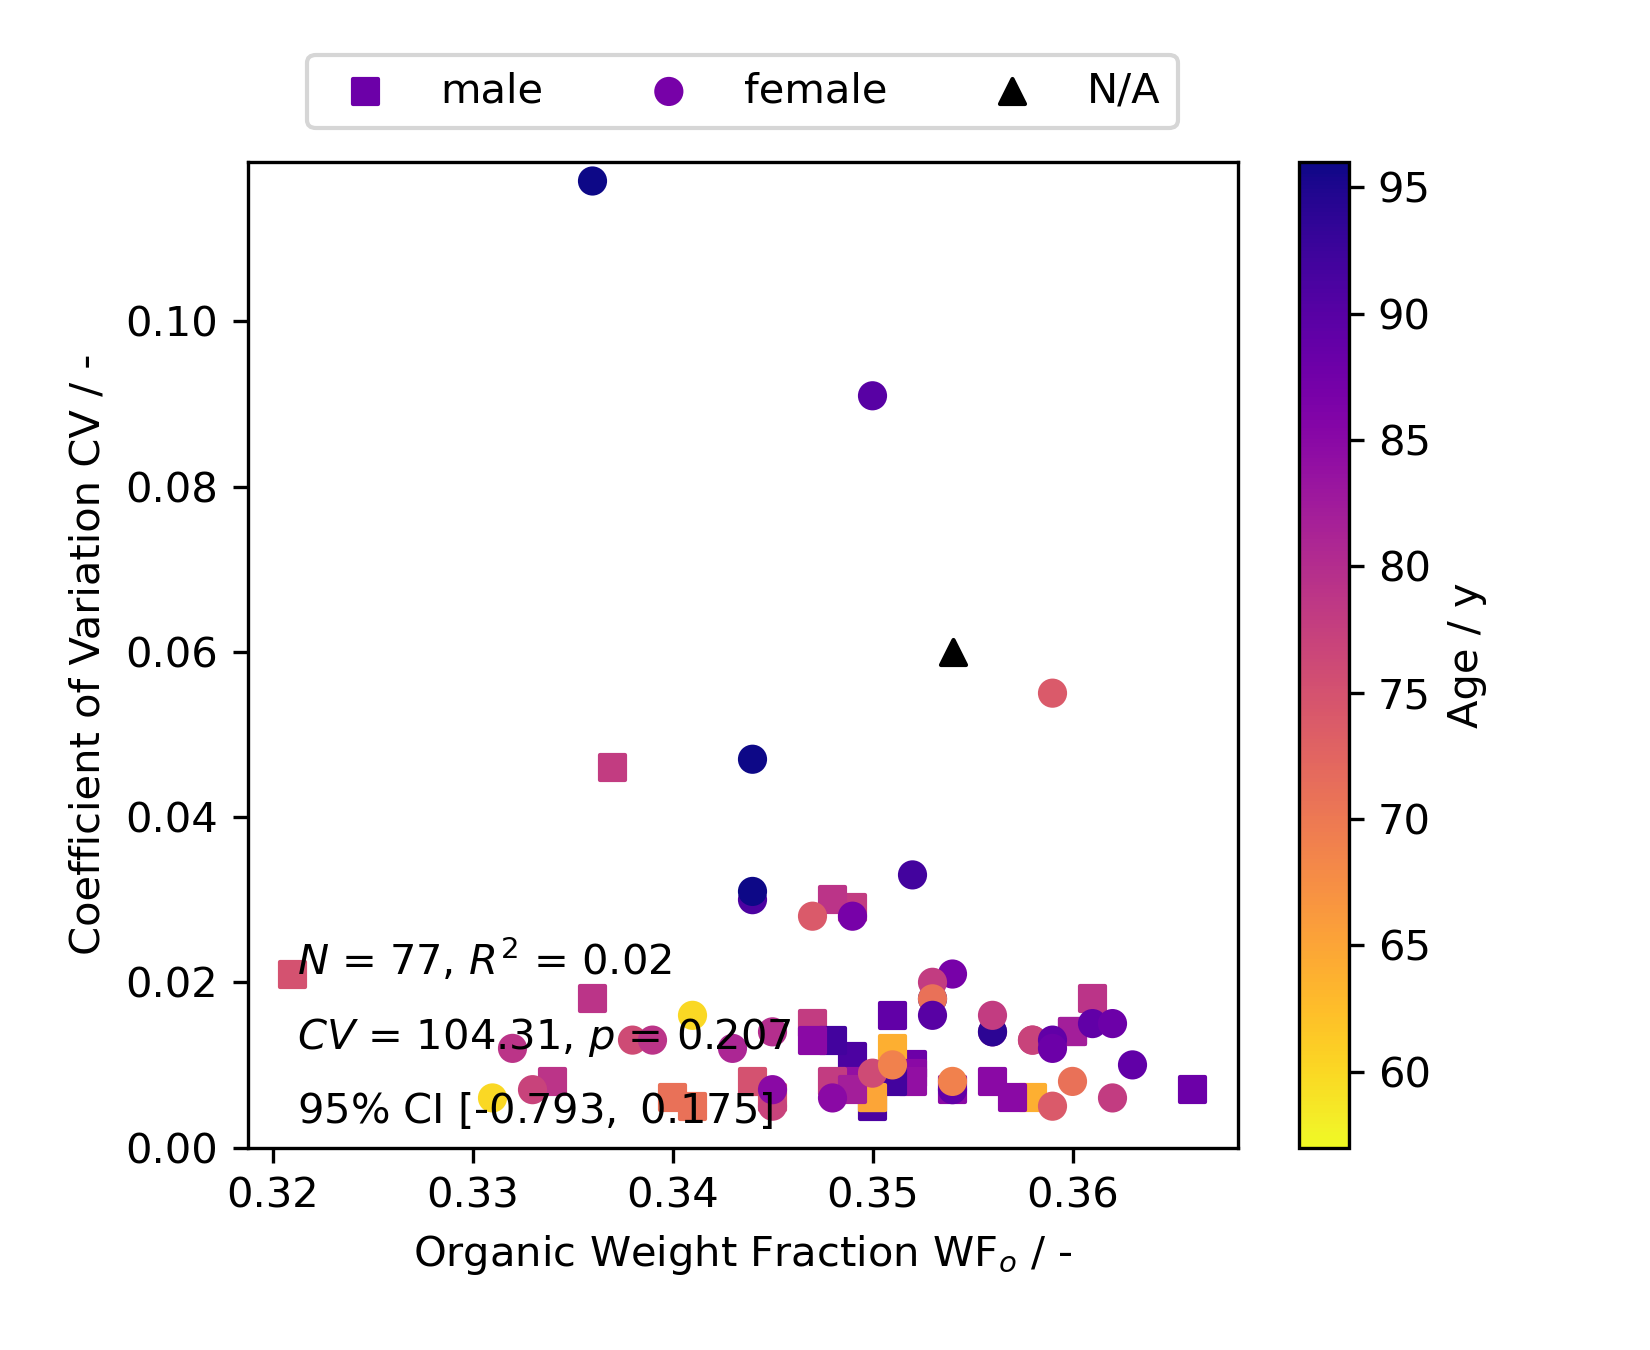 male female N/A
Coefficient of Variation CV / -
0.10
0.08
0.06
0.04
0.02
0.00
N = 77, R² = 0.02
CV = 104.31, p = 0.207
95% CI [-0.793, 0.175]
0.32 0.33 0.34 0.35 0.36
Organic Weight Fraction WFₒ / -
95
90
85
80
75
70
65
60
Age / y